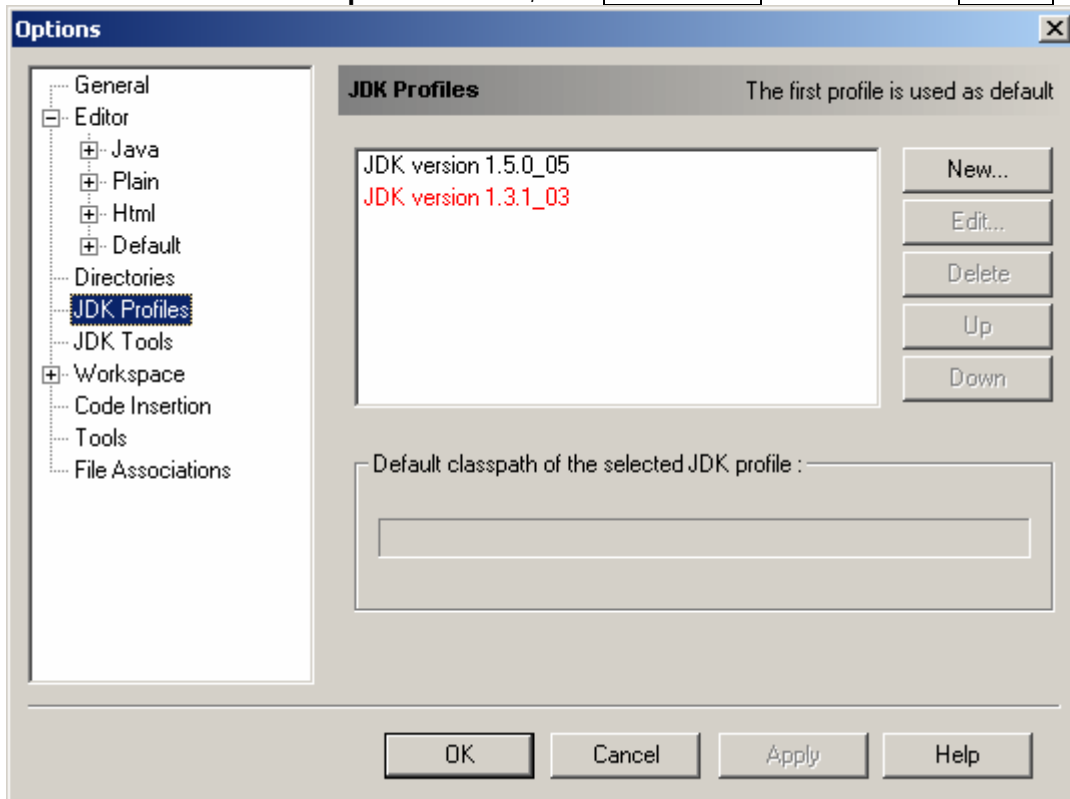 Options
General
Editor
Java
Plain
Html
Default
Directories
JDK Profiles
JDK Tools
Workspace
Code Insertion
Tools
File Associations
JDK Profiles The first profile is used as default
JDK version 1.5.0_05
JDK version 1.3.1_03
New...
Edit...
Delete
Up
Down
Default classpath of the selected JDK profile :
OK Cancel Apply Help